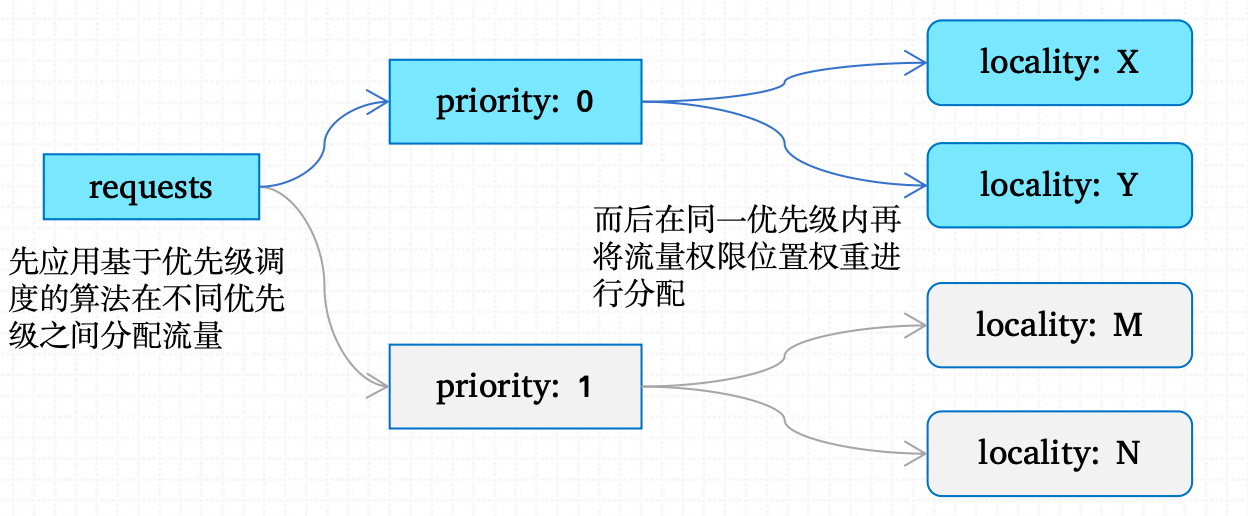 requests
先应用基于优先级调
度的算法在不同优先
级之间分配流量
priority: 0
priority: 1
而后在同一优先级内再
将流量权限位置权重进
行分配
locality: X
locality: Y
locality: M
locality: N